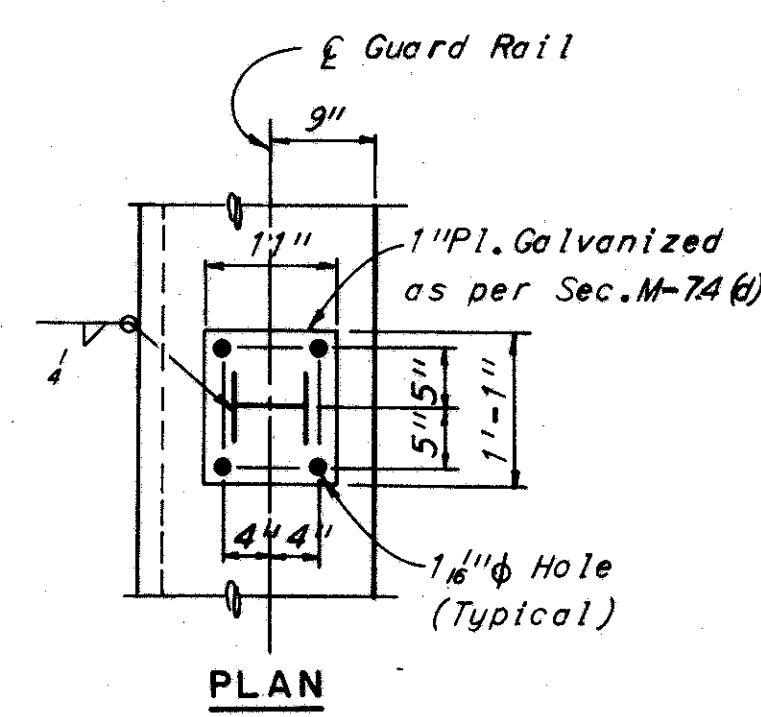 ℄ Guard Rail
9"
11"
1"Pl. Galvanized
as per Sec. M-7.4 (d)
1/4
5"
5"
1'-1"
4" 4"
1 1/16"ϕ Hole
(Typical)
PLAN